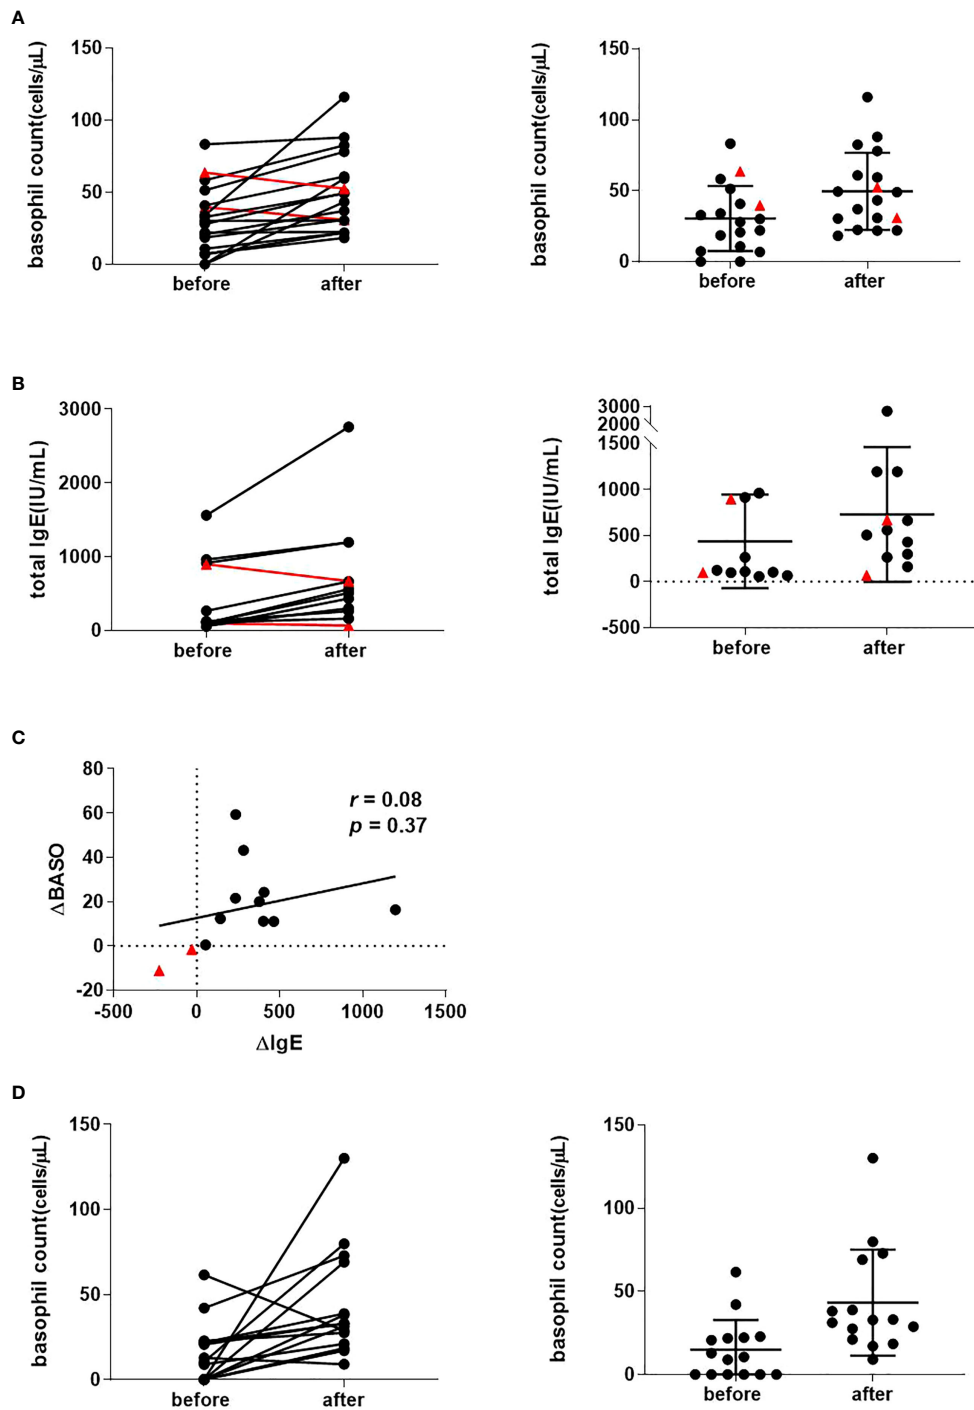 A
basophil count(cells/μL)
150
100
50
0
before
after
basophil count(cells/μL)
150
100
50
0
before
after
B
total IgE(IU/mL)
3000
2000
1000
0
before
after
total IgE(IU/mL)
3000
2000
1500
1000
500
0
-500
before
after
C
ΔBASO
80
60
40
20
0
-20
r = 0.08
p = 0.37
-500
0
500
1000
1500
ΔIgE
D
basophil count(cells/μL)
150
100
50
0
before
after
basophil count(cells/μL)
150
100
50
0
before
after